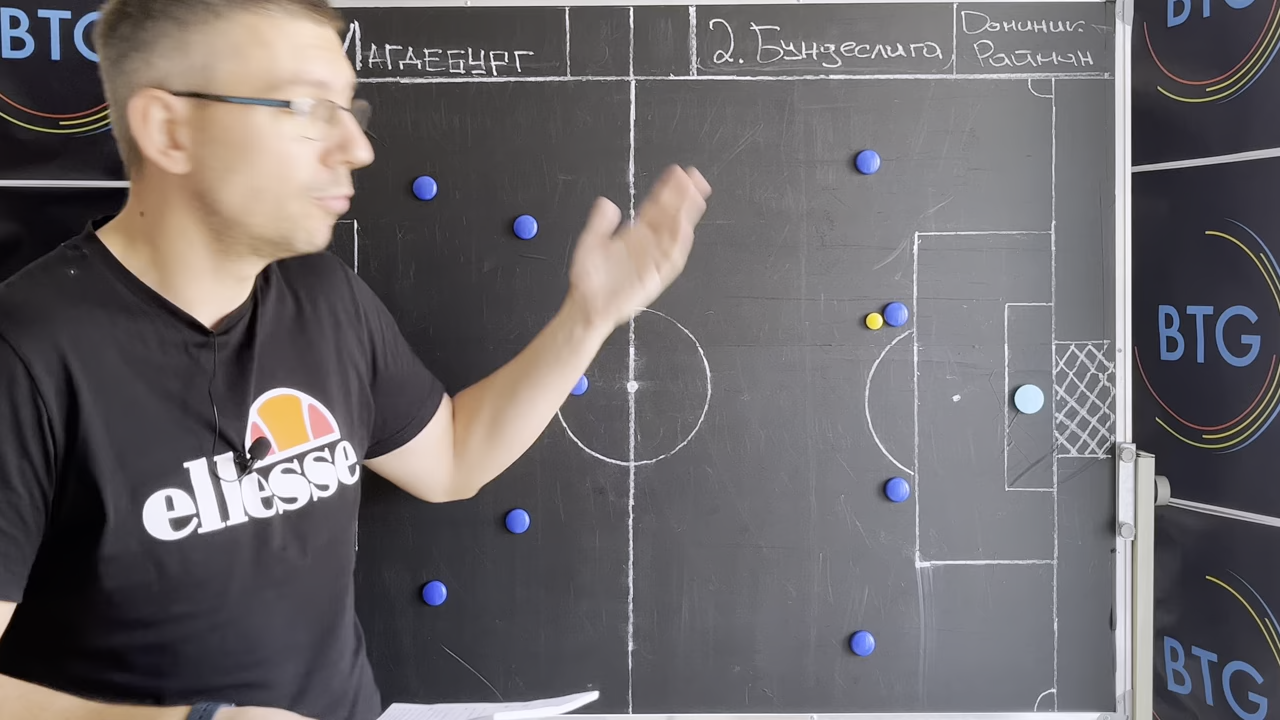 BTG
Магдебург
2. Бундеслига
Доминик
Райман
BTG
BTG
BTG
ellesse